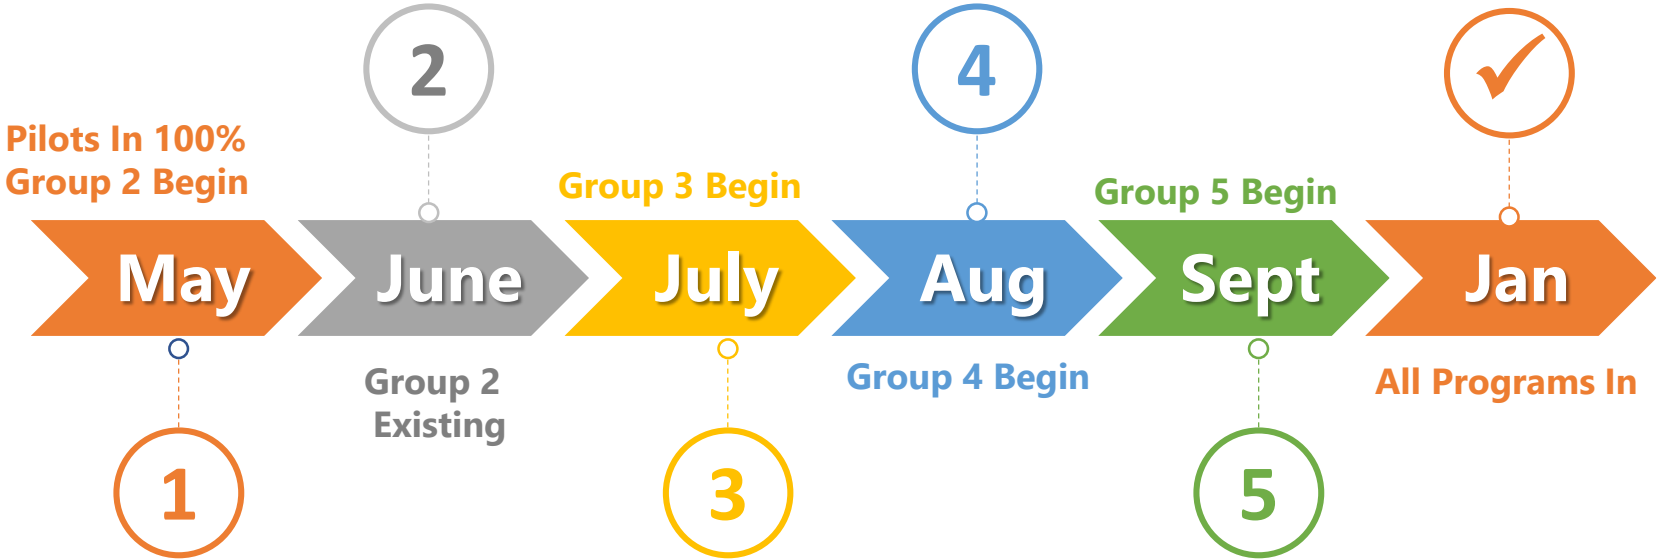 2
4
Pilots In 100%
Group 2 Begin
Group 3 Begin
Group 5 Begin
May
June
July
Aug
Sept
Jan
Group 2
Existing
Group 4 Begin
All Programs In
1
3
5